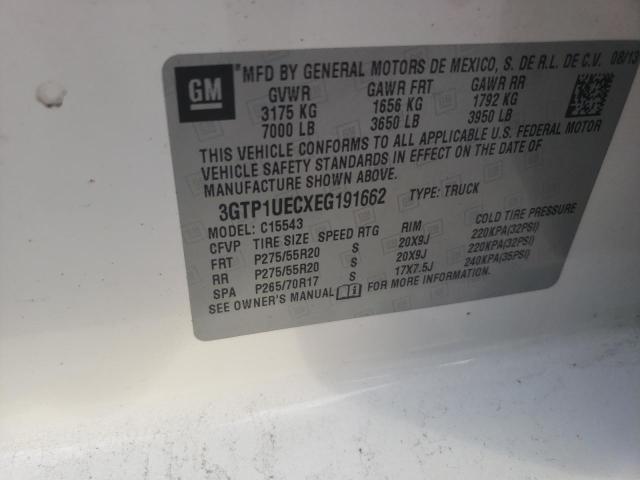 GM
*MFD BY GENERAL MOTORS DE MEXICO, S. DE R.L. DE C.V. 08/13
GVWR GAWR FRT GAWR RR
3175 KG 1656 KG 1792 KG
7000 LB 3650 LB 3950 LB
THIS VEHICLE CONFORMS TO ALL APPLICABLE U.S. FEDERAL MOTOR
VEHICLE SAFETY STANDARDS IN EFFECT ON THE DATE OF
MANUFACTURE SHOWN ABOVE.
3GTP1UECXEG191662 TYPE: TRUCK
MODEL: C15543
CFVP TIRE SIZE SPEED RTG RIM COLD TIRE PRESSURE
FRT P275/55R20 S 20X9J 220KPA(32PSI)
RR P275/55R20 S 20X9J 220KPA(32PSI)
SPA P265/70R17 S 17X7.5J 240KPA(35PSI)
SEE OWNER'S MANUAL FOR MORE INFORMATION.